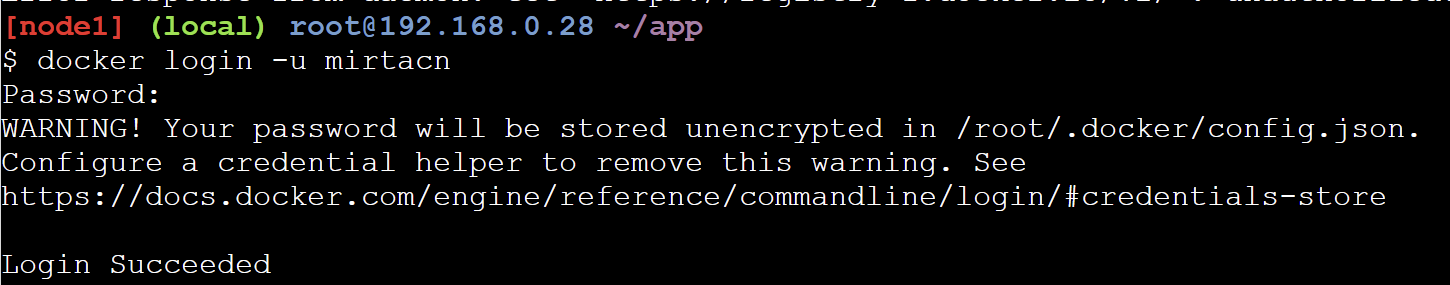 [node1] (local) root@192.168.0.28 ~/app
$ docker login -u mirtacn
Password:
WARNING! Your password will be stored unencrypted in /root/.docker/config.json.
Configure a credential helper to remove this warning. See
https://docs.docker.com/engine/reference/commandline/login/#credentials-store
Login Succeeded